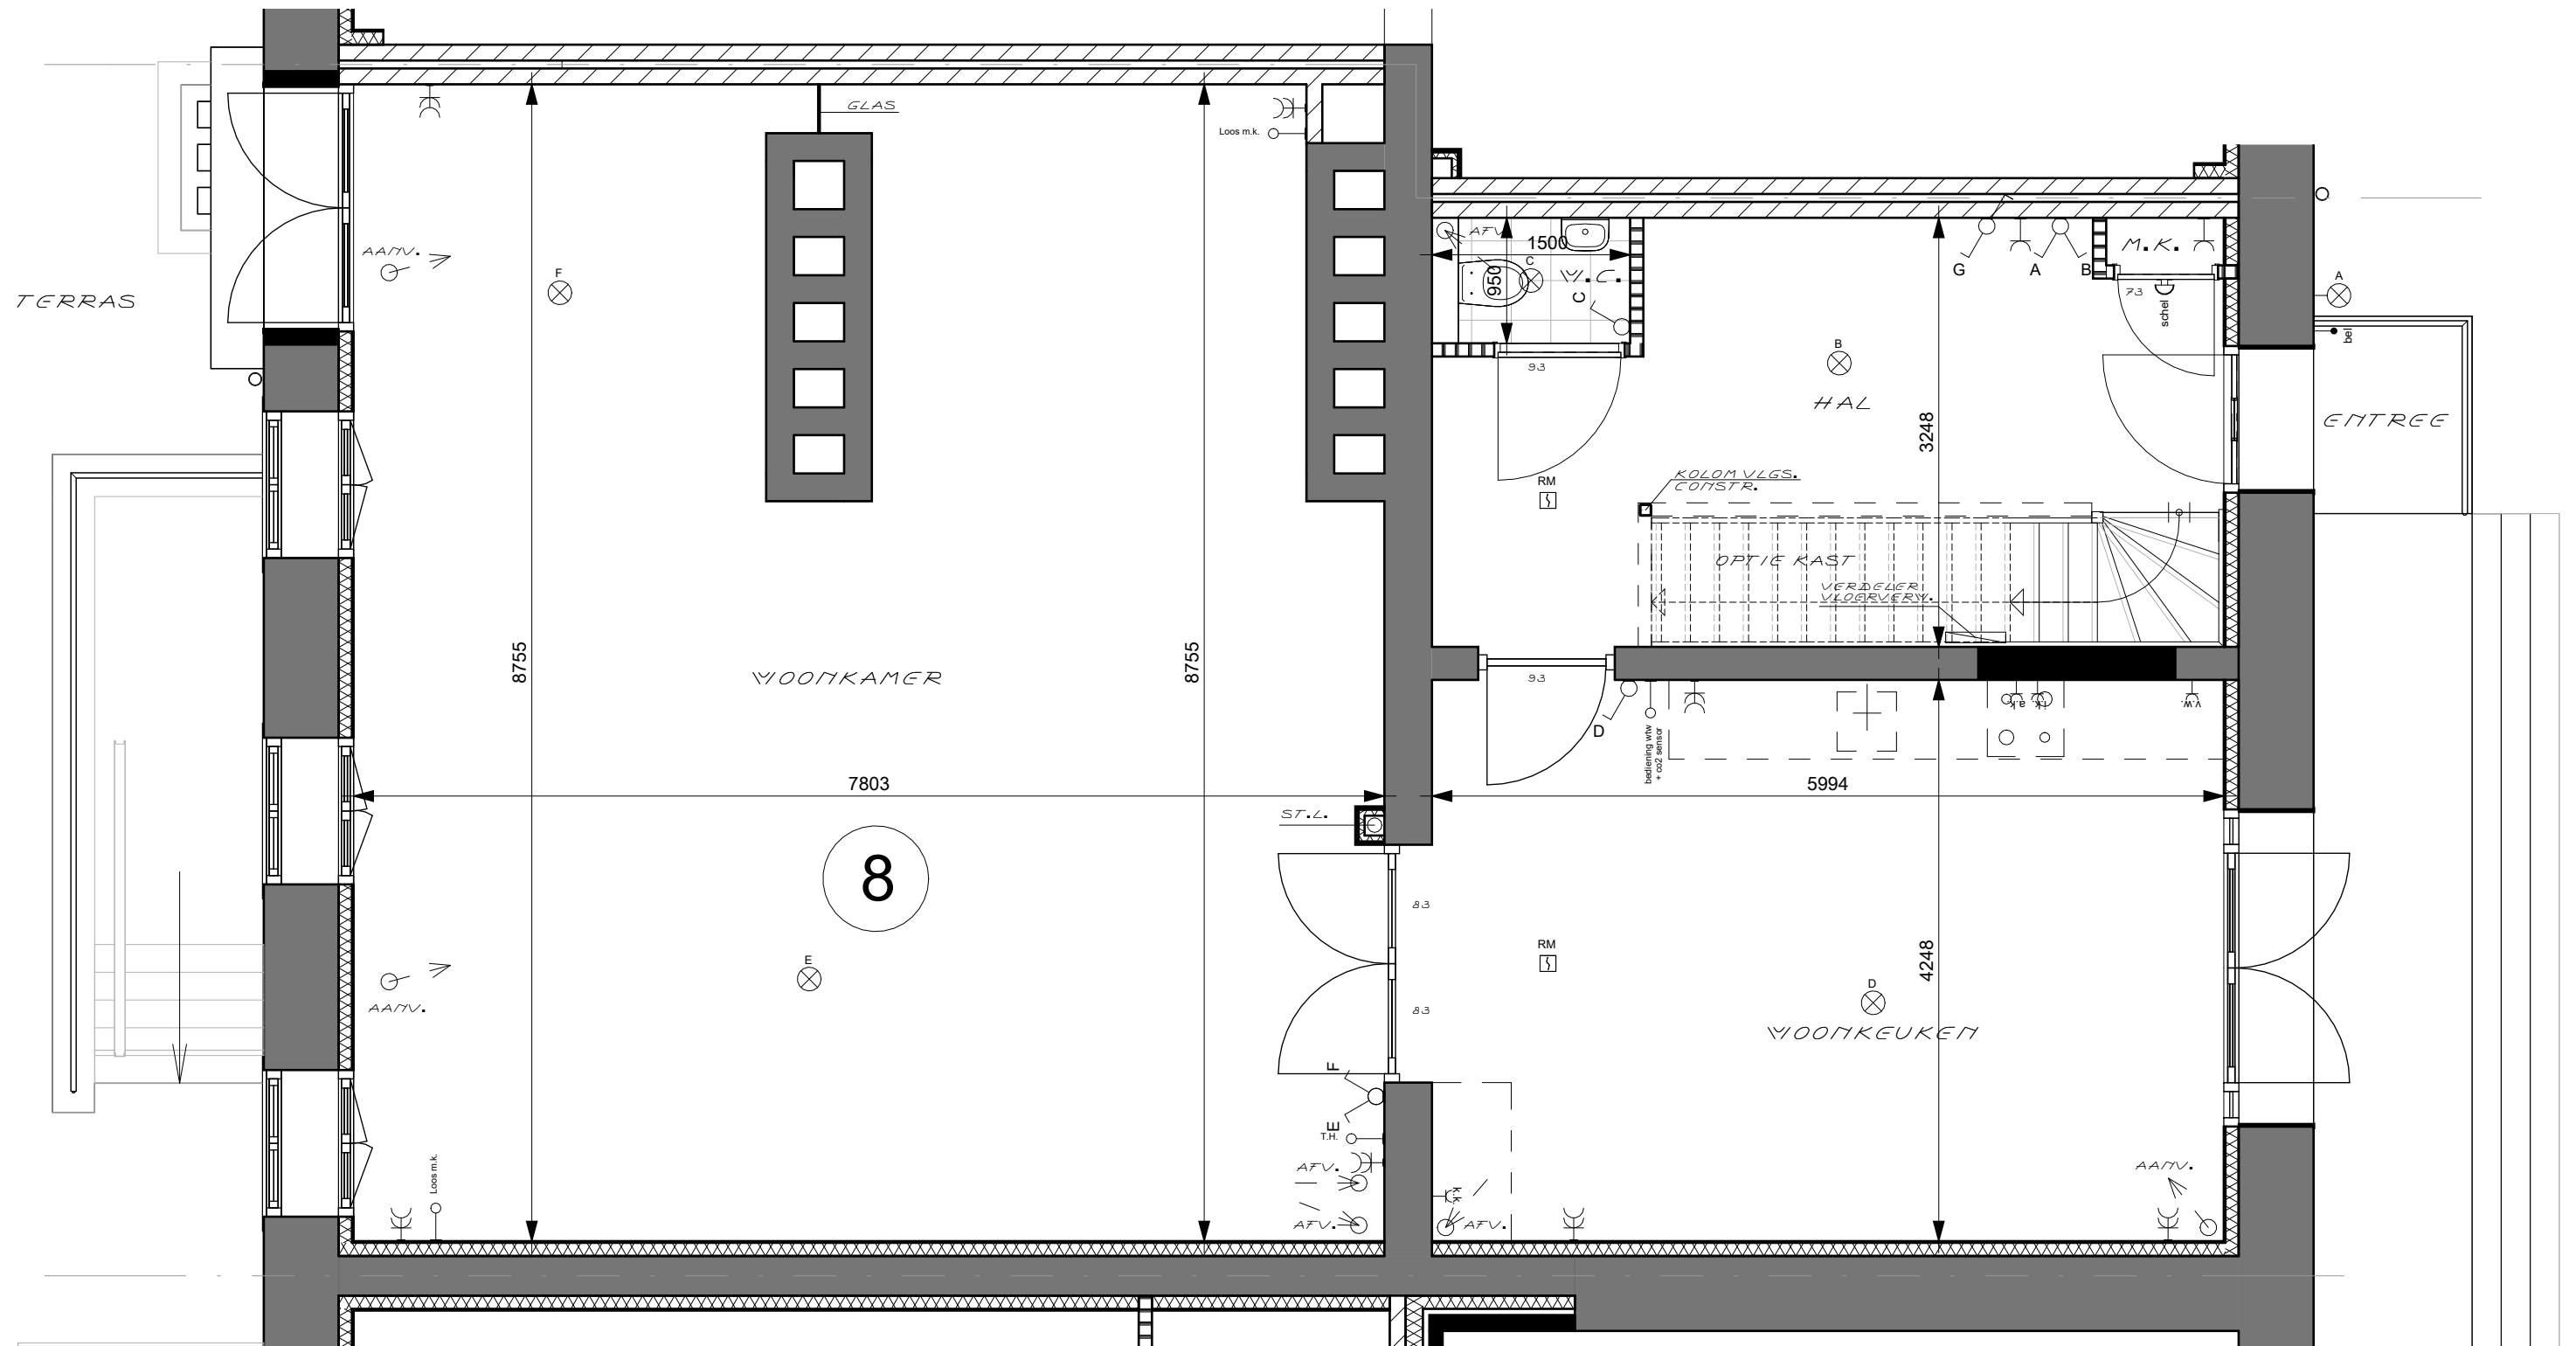 GLAS
Loos m.k.
AANV.
F
TERRAS
8755
8755
WOONKAMER
7803
8
ST.L.
E
AANV.
Loos m.k.
F
E
T.H.
AFV.
AFV.
AFV.
1500
950
C
W.C.
C
93
G
A
B
M.K.
73
schel
A
bel
B
HAL
3248
ENTREE
RM
KOLOM VLGS.
CONSTR.
OPTIE KAST
VERDELER
VLOERVERW.
93
D
bediening wtw
+ co2 sensor
a.k.
r.k.
v.w.
5994
83
RM
83
4248
D
WOONKEUKEN
k.k.
AFV.
AANV.